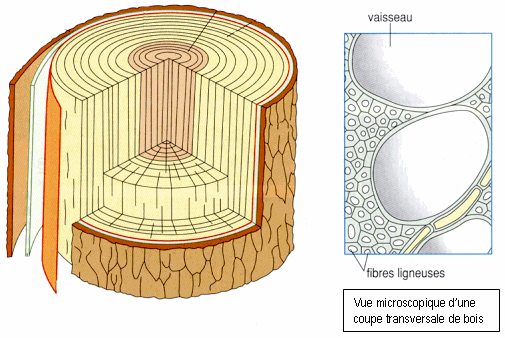 vaisseau
fibres ligneuses
Vue microscopique d'une
coupe transversale de bois